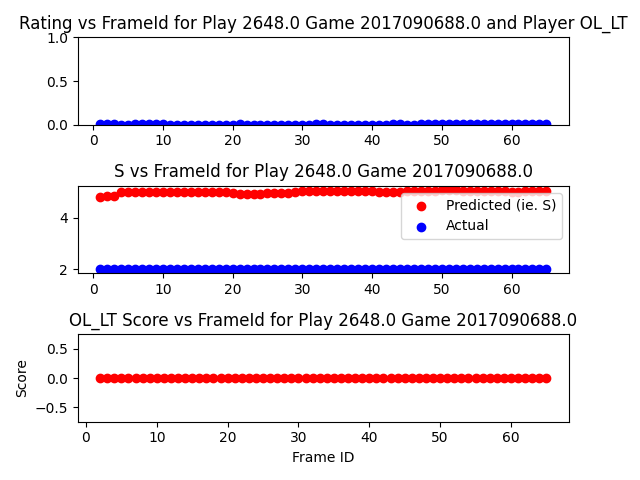 Rating vs FrameId for Play 2648.0 Game 2017090688.0 and Player OL_LT
1.0
0.5
0.0
0 10 20 30 40 50 60
S vs FrameId for Play 2648.0 Game 2017090688.0
4
2
Predicted (ie. S)
Actual
0 10 20 30 40 50 60
OL_LT Score vs FrameId for Play 2648.0 Game 2017090688.0
Score
0.5
0.0
−0.5
0 10 20 30 40 50 60
Frame ID